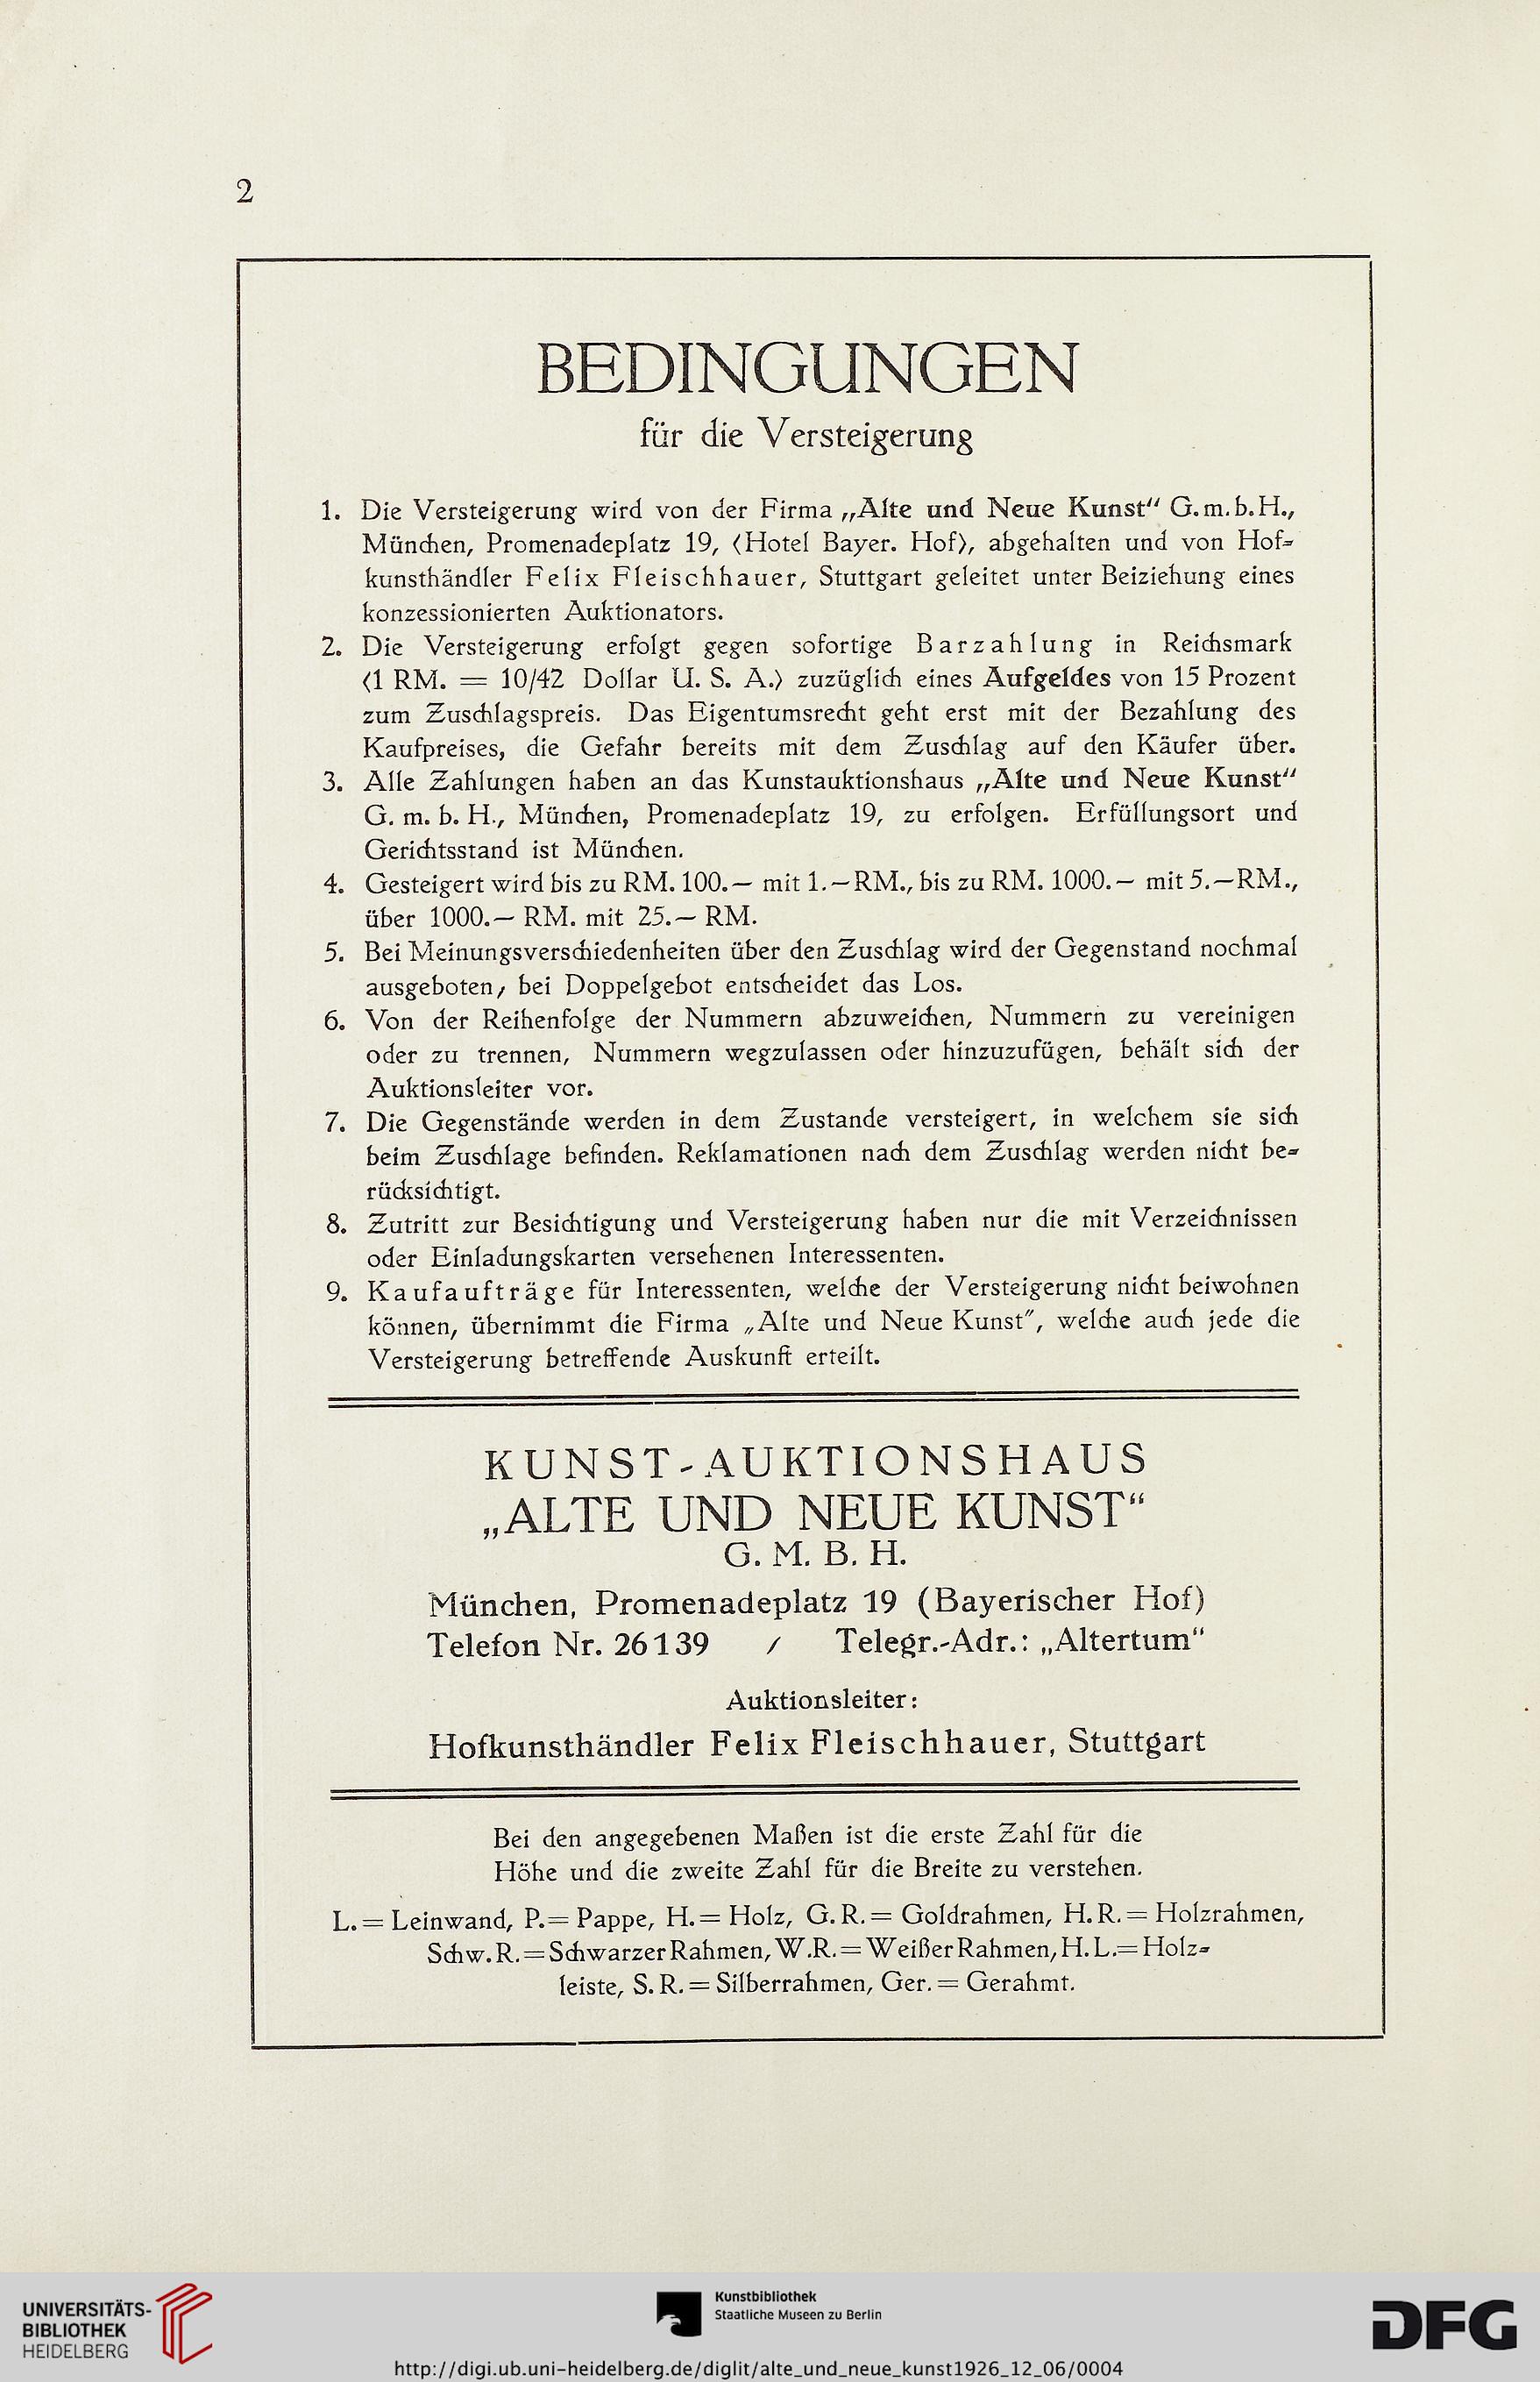 2
BEDINGUNGEN
für die Versteigerung
1. Die Versteigerung wird von der Firma „Alte und Neue Kunst" G.m.b.H.,
München, Promenadeplatz 19, (Hotel Bayer. Hof), abgehalten und von Hof-
kunsthändler Felix Fleischhauer, Stuttgart geleitet unter Beiziehung eines
konzessionierten Auktionators.
2. Die Versteigerung erfolgt gegen sofortige Barzahlung in Reichsmark
(1 RM. = 10/42 Dollar U. S. A.) zuzüglich eines Aufgeldes von 15 Prozent
zum Zuschlagspreis. Das Eigentumsrecht geht erst mit der Bezahlung des
Kaufpreises, die Gefahr bereits mit dem Zuschlag auf den Käufer über.
3. Alle Zahlungen haben an das Kunstauktionshaus „Alte und Neue Kunst"
G. m. b. H., München, Promenadeplatz 19, zu erfolgen. Erfüllungsort und
Gerichtsstand ist München.
4. Gesteigert wird bis zu RM. 100.— mit 1.—RM., bis zu RM. 1000.— mit 5.—RM.,
über 1000.— RM. mit 25.— RM.
5. Bei Meinungsverschiedenheiten über den Zuschlag wird der Gegenstand nochmal
ausgeboten, bei Doppelgebot entscheidet das Los.
6. Von der Reihenfolge der Nummern abzuweichen, Nummern zu vereinigen
oder zu trennen, Nummern wegzulassen oder hinzuzufügen, behält sich der
Auktionsleiter vor.
7. Die Gegenstände werden in dem Zustande versteigert, in welchem sie sich
beim Zuschlage befinden. Reklamationen nach dem Zuschlag werden nicht be-
rücksichtigt.
8. Zutritt zur Besichtigung und Versteigerung haben nur die mit Verzeichnissen
oder Einladungskarten versehenen Interessenten.
9. Kaufaufträge für Interessenten, welche der Versteigerung nicht beiwohnen
können, übernimmt die Firma „Alte und Neue Kunst", welche auch jede die
Versteigerung betreffende Auskunft erteilt.
KUNST-AUKTIONSHAUS
„ALTE UND NEUE KUNST“
G. M. B. H.
München, Promenadeplatz 19 (Bayerischer Hof)
Telefon Nr. 26139 / Telegr.-Adr.: „Altertum“
Auktionsleiter:
Hofkunsthändler Felix Fleischhauer, Stuttgart
Bei den angegebenen Maßen ist die erste Zahl für die
Höhe und die zweite Zahl für die Breite zu verstehen.
L. = Leinwand, P. = Pappe, H. = Holz, G. R. = Goldrahmen, H. R. = Holzrahmen,
Schw. R. = Schwarzer Rahmen, W. R. = Weißer Rahmen, H. L. = Holz-
leiste, S. R. = Silberrahmen, Ger. = Gerahmt.
UNIVERSITÄTS-
BIBLIOTHEK
HEIDELBERG
Kunstbibliothek
Staatliche Museen zu Berlin
DFG
http://digi.ub.uni-heidelberg.de/diglit/alte_und_neue_kunst1926_12_06/0004